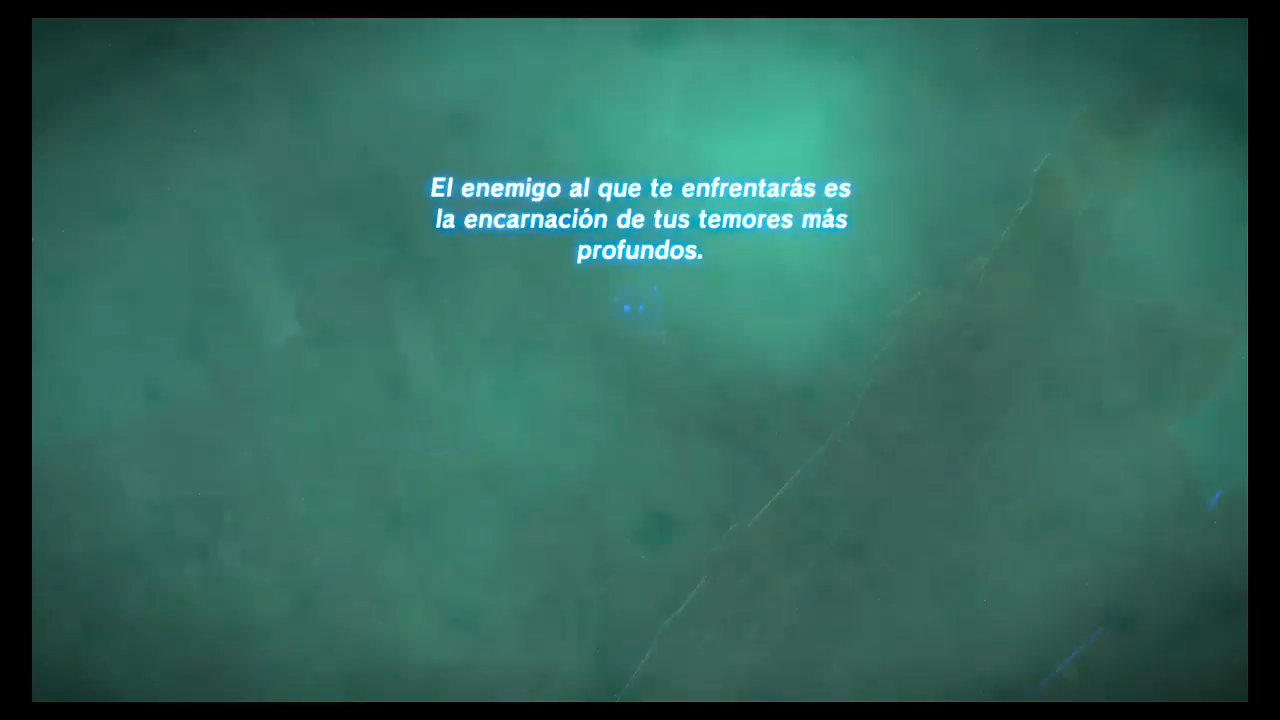 El enemigo al que te enfrentarás es
la encarnación de tus temores más
profundos.